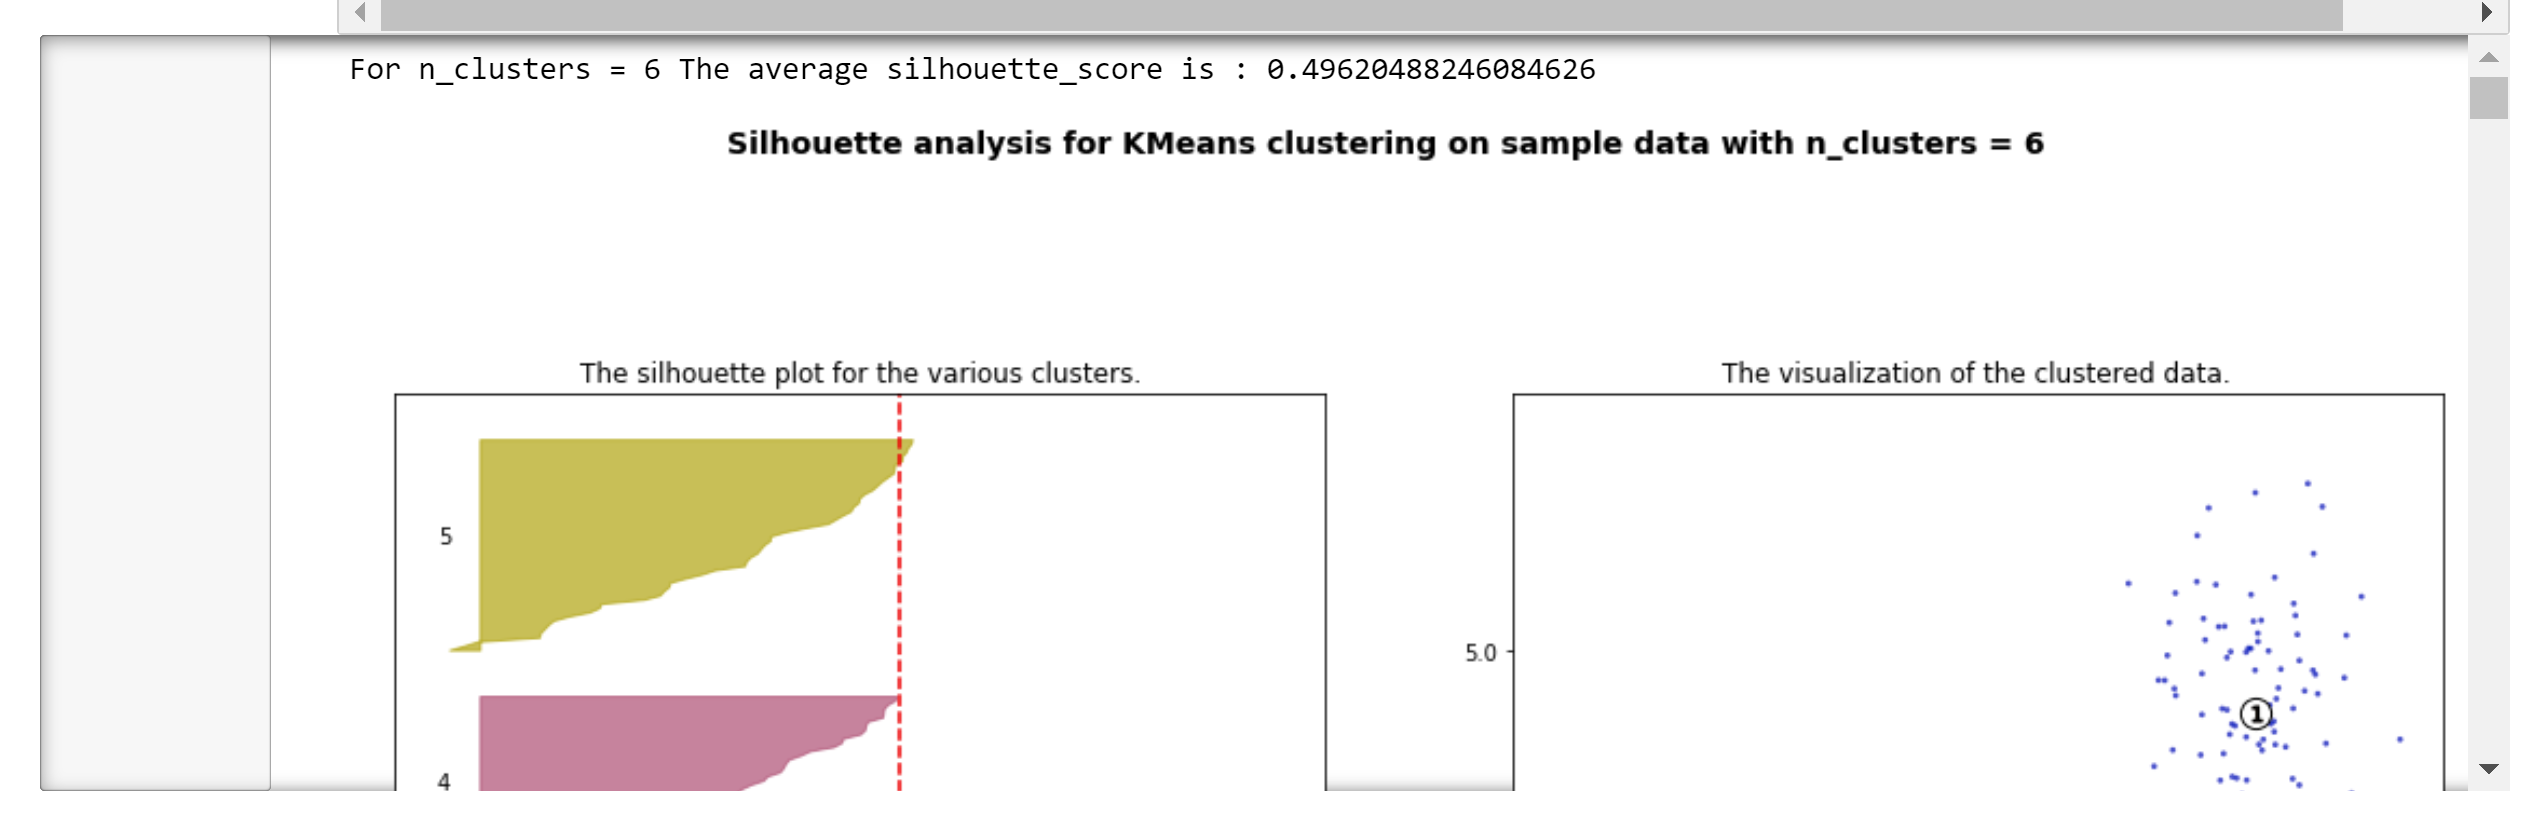 For n_clusters = 6 The average silhouette_score is : 0.49620488246084626
Silhouette analysis for KMeans clustering on sample data with n_clusters = 6
The silhouette plot for the various clusters.
The visualization of the clustered data.
5
5.0
1
4